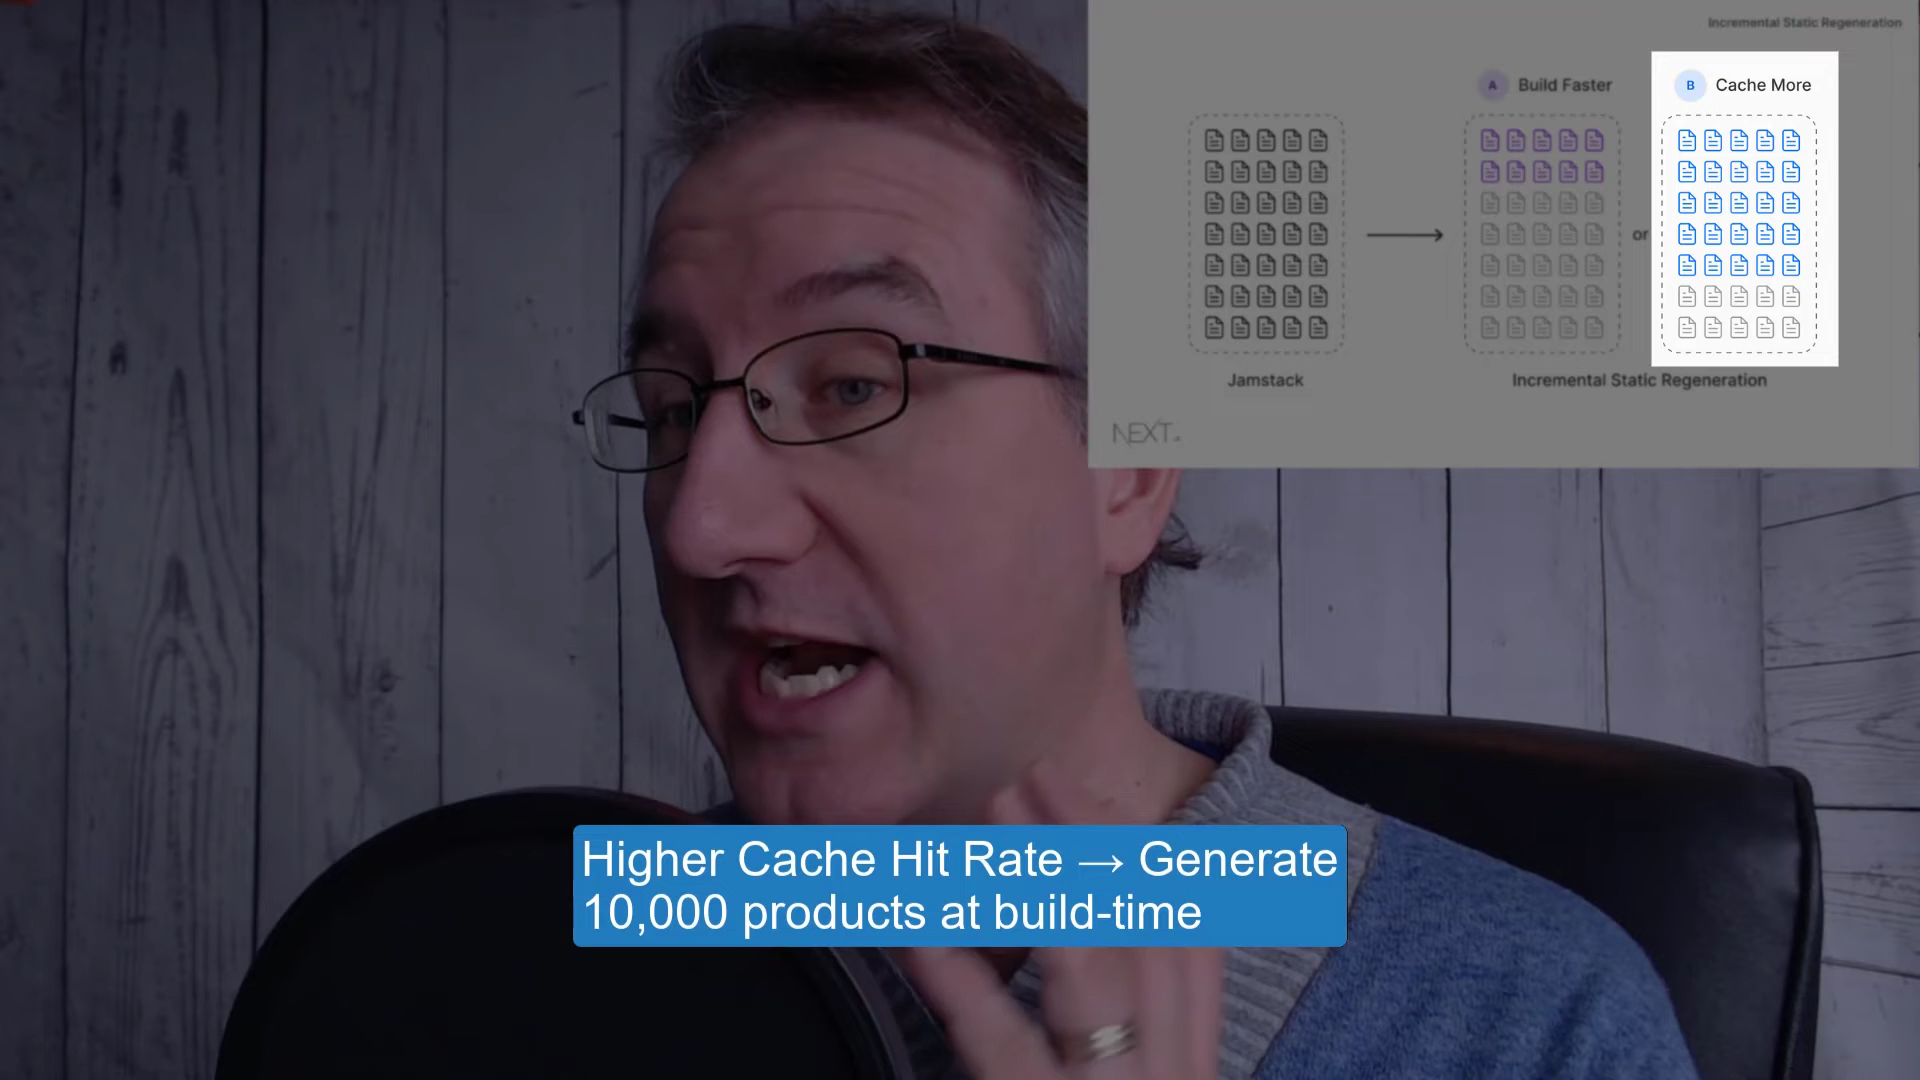 Incremental Static Regeneration
A Build Faster
B Cache More
or
Jamstack
Incremental Static Regeneration
NEXT.
Higher Cache Hit Rate → Generate
10,000 products at build-time